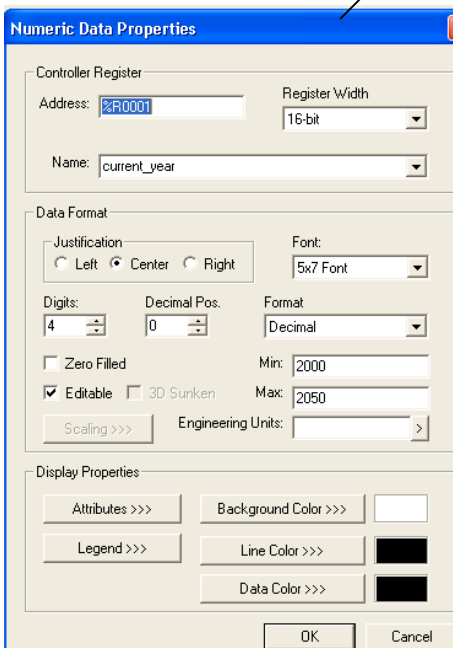 Numeric Data Properties
Controller Register
Address: %R0001
Register Width
16-bit
Name: current_year
Data Format
Justification
Left Center Right
Font:
5x7 Font
Digits: Decimal Pos. Format
4 0 Decimal
Zero Filled
Min: 2000
Editable 3D Sunken
Max: 2050
Scaling >>>
Engineering Units:
>
Display Properties
Attributes >>> Background Color >>>
Legend >>> Line Color >>>
Data Color >>>
OK Cancel